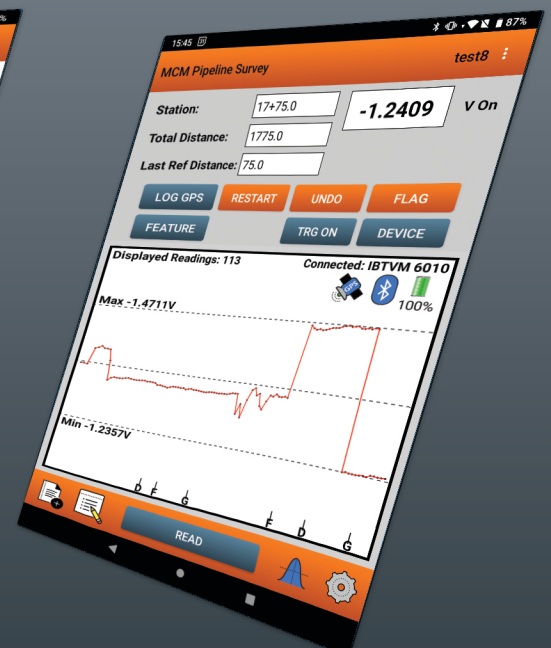 %
15:45 31 87%
MCM Pipeline Survey test8
Station: 17+75.0 -1.2409 V On
Total Distance: 1775.0
Last Ref Distance: 75.0
LOG GPS RESTART UNDO FLAG
FEATURE TRG ON DEVICE
Displayed Readings: 113 Connected: IBTVM 6010
GPS 100%
Max -1.4711V
Min -1.2357V
D F G F D G
READ